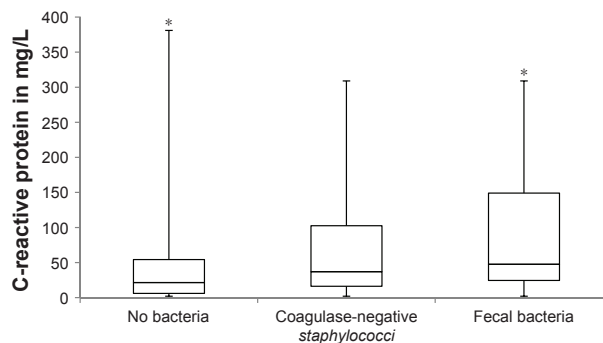 C-reactive protein in mg/L
400
350
300
250
200
150
100
50
0
*
*
No bacteria
Coagulase-negative
staphylococci
Fecal bacteria